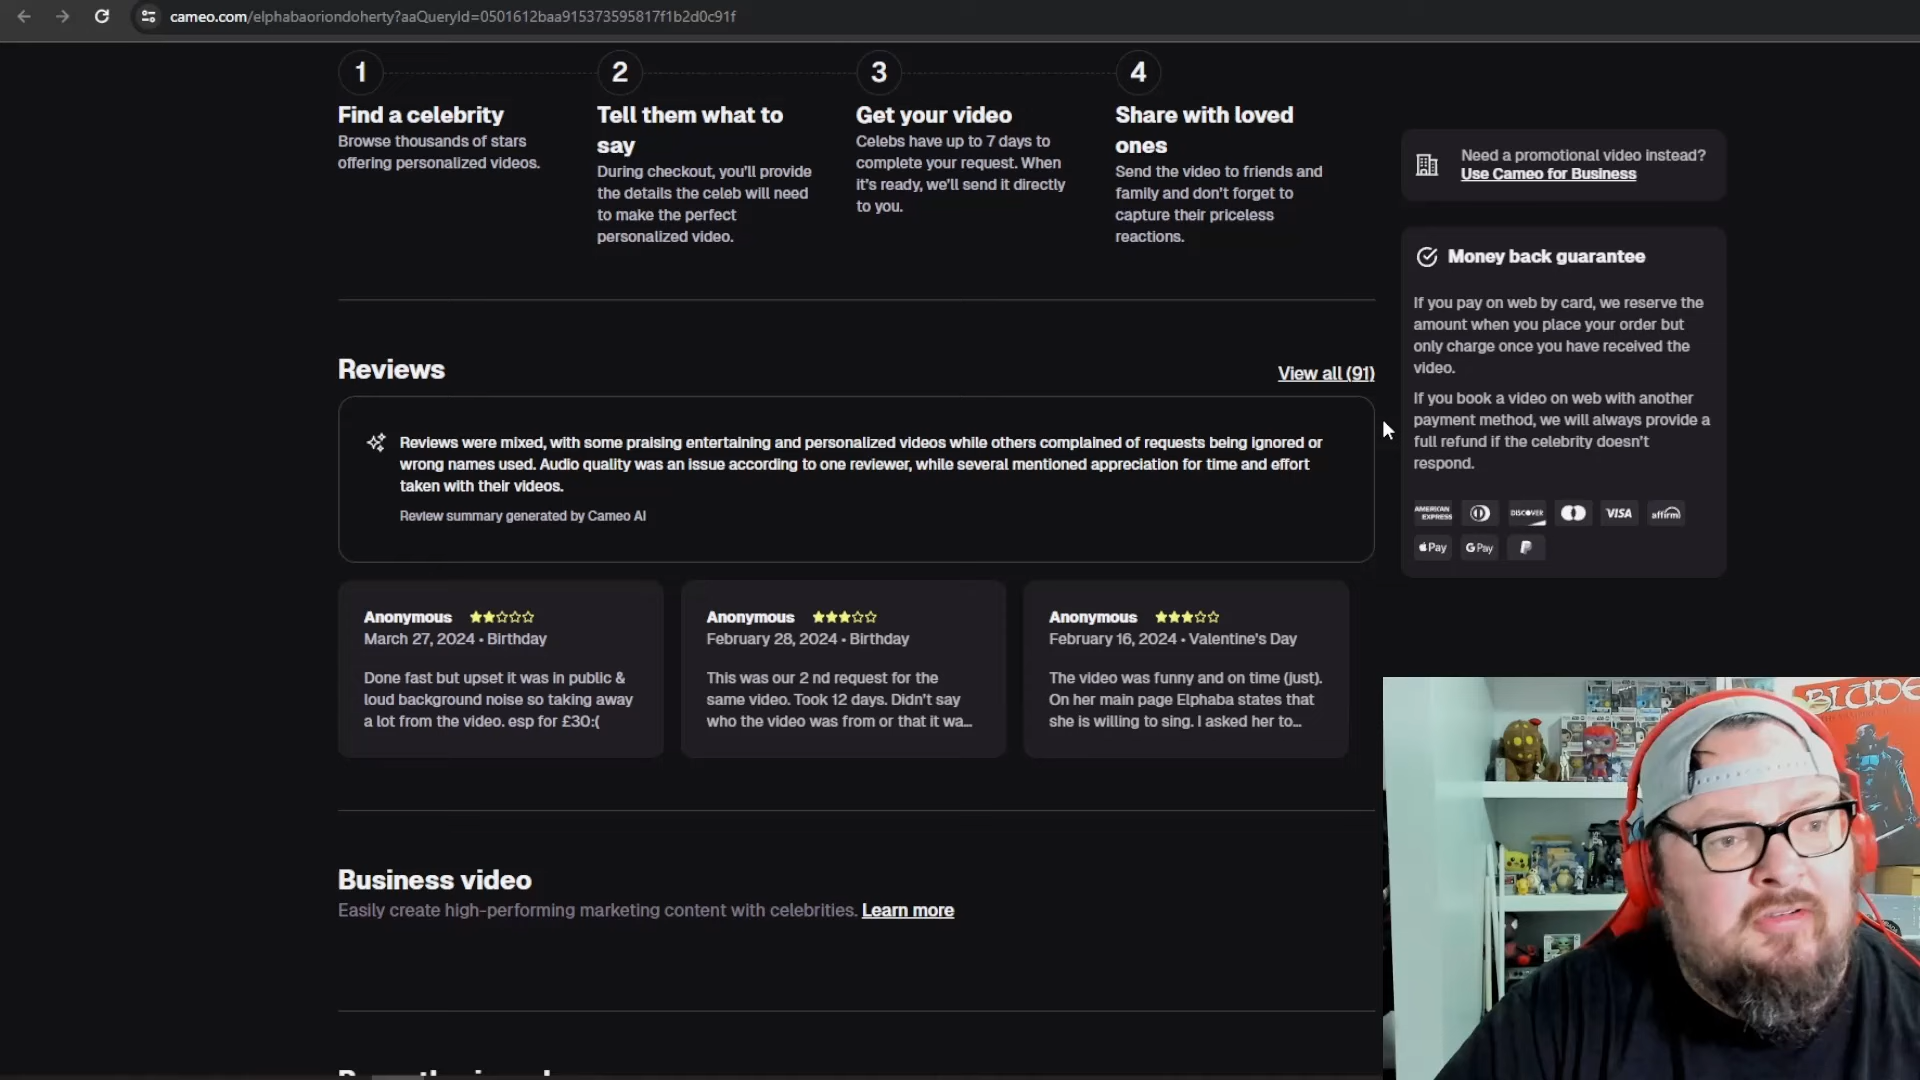 cameo.com/elphabaoriondoherty?aaQueryId=0501612baa915373595817f1b2d0c91f
1
2
3
4
Find a celebrity
Browse thousands of stars
offering personalized videos.
Tell them what to
say
During checkout, you'll provide
the details the celeb will need
to make the perfect
personalized video.
Get your video
Celebs have up to 7 days to
complete your request. When
it's ready, we'll send it directly
to you.
Share with loved
ones
Send the video to friends and
family and don't forget to
capture their priceless
reactions.
Need a promotional video instead?
Use Cameo for Business
Money back guarantee
If you pay on web by card, we reserve the
amount when you place your order but
only charge once you have received the
video.
If you book a video on web with another
payment method, we will always provide a
full refund if the celebrity doesn't
respond.
AMERICAN
EXPRESS
DISCOVER
VISA
affirm
Pay
G Pay
Reviews
View all (91)
Reviews were mixed, with some praising entertaining and personalized videos while others complained of requests being ignored or
wrong names used. Audio quality was an issue according to one reviewer, while several mentioned appreciation for time and effort
taken with their videos.
Review summary generated by Cameo AI
Anonymous
March 27, 2024 • Birthday
Done fast but upset it was in public &
loud background noise so taking away
a lot from the video. esp for £30:(
Anonymous
February 28, 2024 • Birthday
This was our 2 nd request for the
same video. Took 12 days. Didn't say
who the video was from or that it wa...
Anonymous
February 16, 2024 • Valentine's Day
The video was funny and on time (just).
On her main page Elphaba states that
she is willing to sing. I asked her to...
Business video
Easily create high-performing marketing content with celebrities. Learn more
BLADE